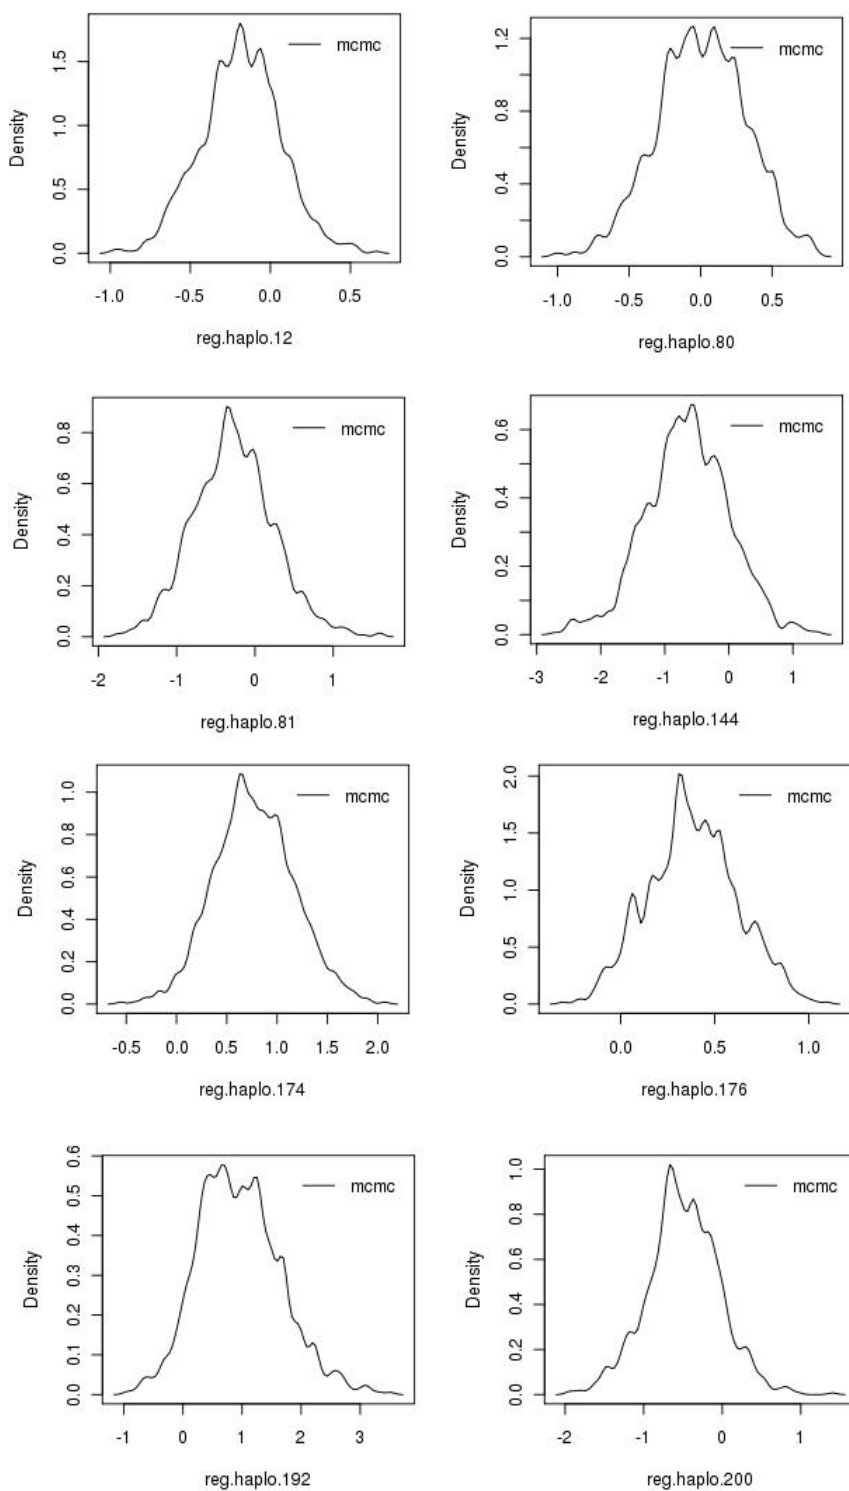 mcmc
Density
0.0 0.5 1.0 1.5
-1.0 -0.5 0.0 0.5
reg.haplo.12
mcmc
Density
0.0 0.4 0.8 1.2
-1.0 -0.5 0.0 0.5
reg.haplo.80
mcmc
Density
0.0 0.2 0.4 0.6 0.8
-2 -1 0 1
reg.haplo.81
mcmc
Density
0.0 0.2 0.4 0.6
-3 -2 -1 0 1
reg.haplo.144
mcmc
Density
0.0 0.2 0.4 0.6 0.8 1.0
-0.5 0.0 0.5 1.0 1.5 2.0
reg.haplo.174
mcmc
Density
0.0 0.5 1.0 1.5 2.0
0.0 0.5 1.0
reg.haplo.176
mcmc
Density
0.0 0.1 0.2 0.3 0.4 0.5 0.6
-1 0 1 2 3
reg.haplo.192
mcmc
Density
0.0 0.2 0.4 0.6 0.8 1.0
-2 -1 0 1
reg.haplo.200